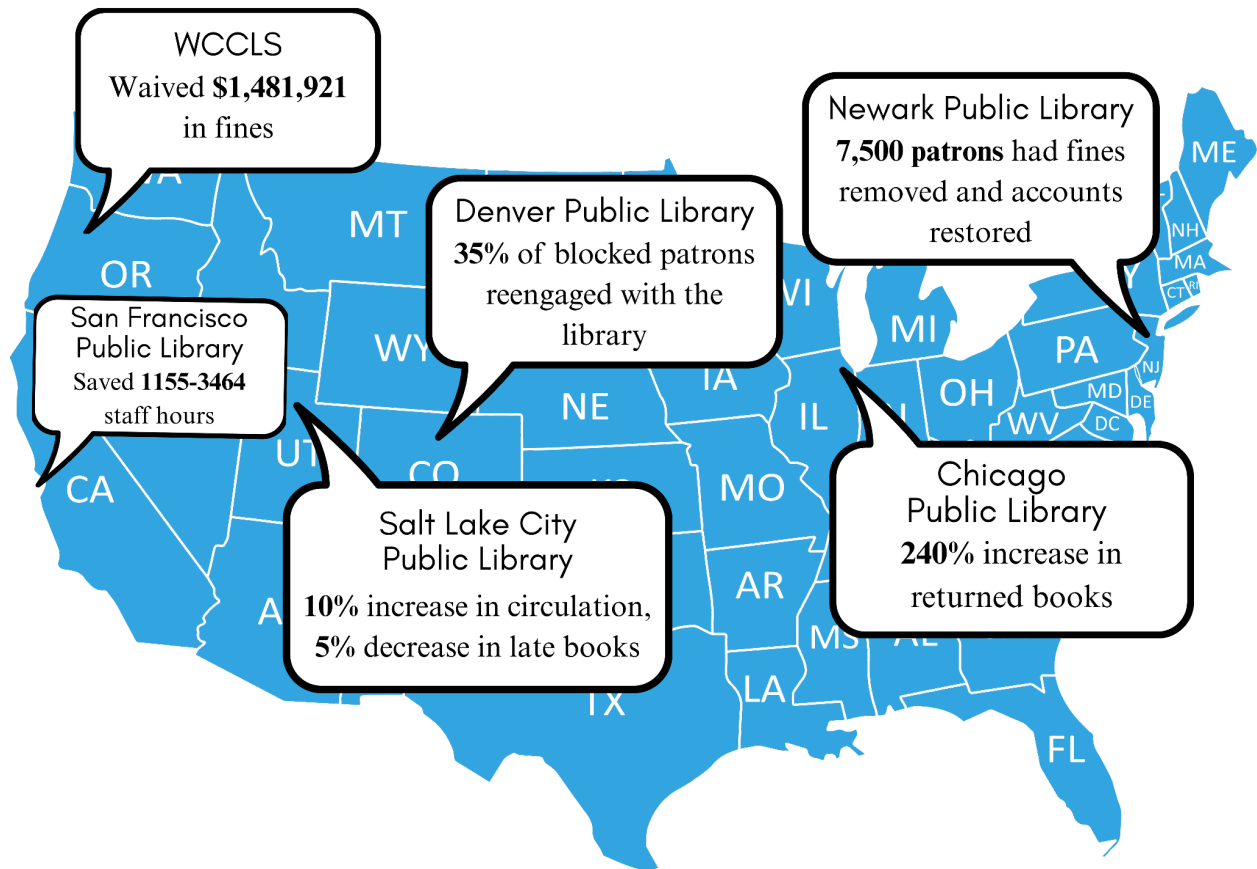 WCCLS
Waived $1,481,921
in fines
Newark Public Library
7,500 patrons had fines
removed and accounts
restored
Denver Public Library
35% of blocked patrons
reengaged with the
library
San Francisco
Public Library
Saved 1155-3464
staff hours
Salt Lake City
Public Library
10% increase in circulation,
5% decrease in late books
Chicago
Public Library
240% increase in
returned books
MT
ME
OR
NH
MA
CT
RI
MI
WY
PA
NJ
IA
NE
OH
MD
DE
IL
WV
DC
UT
CO
CA
MO
AR
MS
LA
TX
FL